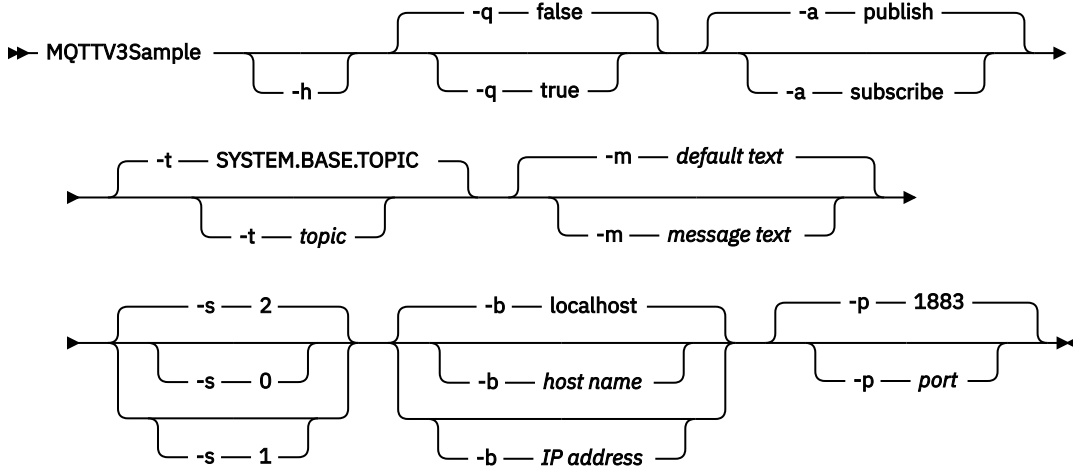 -q false -a publish
MQTTV3Sample
-h -q true -a subscribe
-t SYSTEM.BASE.TOPIC -m default text
-t topic -m message text
-s 2 -b localhost -p 1883
-s 0 -b host name -p port
-s 1 -b IP address